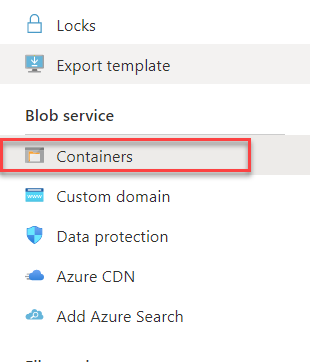 Locks
Export template
Blob service
Containers
Custom domain
Data protection
Azure CDN
Add Azure Search